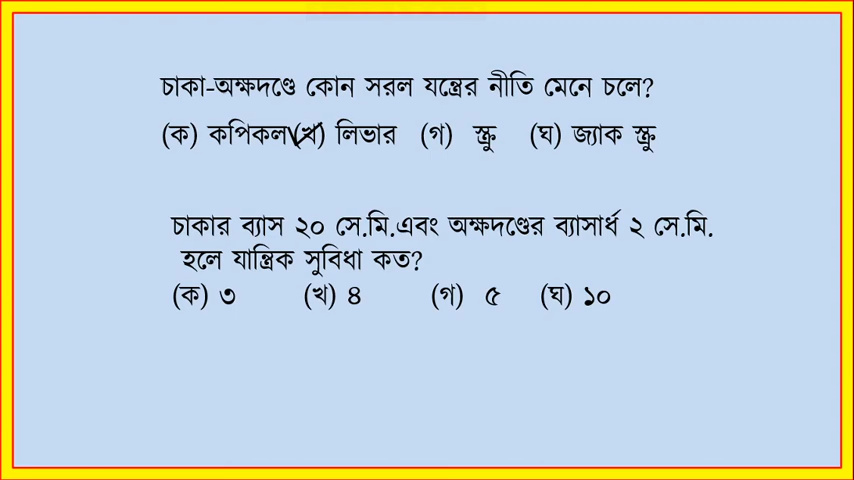 চাকা-অক্ষদণ্ডে কোন সরল যন্ত্রের নীতি মেনে চলে?
(ক) কপিকল (খ) লিভার (গ) স্ক্রু (ঘ) জ্যাক স্ক্রু
চাকার ব্যাস ২০ সে.মি.এবং অক্ষদণ্ডের ব্যাসার্ধ ২ সে.মি.
হলে যান্ত্রিক সুবিধা কত?
(ক) ৩ (খ) ৪ (গ) ৫ (ঘ) ১০